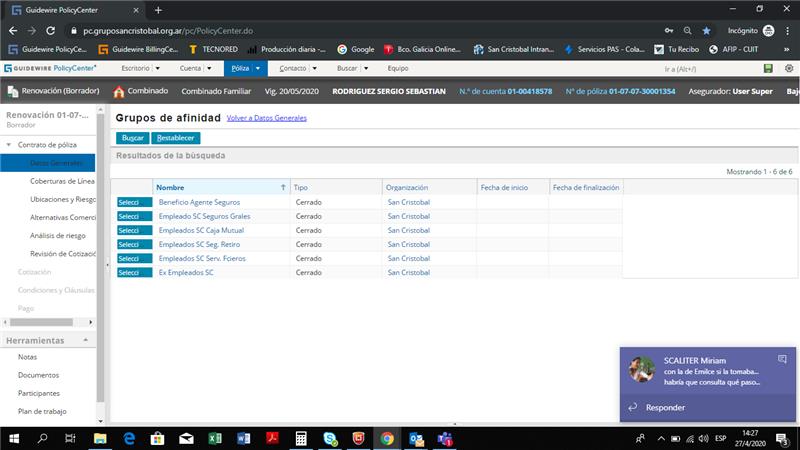 Guidewire PolicyCenter
pc.gruposancristobal.org.ar/pc/PolicyCenter.do
Incógnito
Guidewire PolicyCe...
Guidewire BillingCe...
TECNORED
Producción diaria -...
Google
Bco. Galicia Online...
San Cristobal Intran...
Servicios PAS - Cola...
Tu Recibo
AFIP - CUIT
GUIDEWIRE PolicyCenter
Escritorio
Cuenta
Póliza
Contacto
Buscar
Equipo
Ir a (Alt+/)
Renovación (Borrador)
Combinado
Combinado Familiar
Vig. 20/05/2020
RODRIGUEZ SERGIO SEBASTIAN
N.° de cuenta 01-00418578
N° de póliza 01-07-07-30001354
Asegurador: User Super
Baj
Renovación 01-07-...
Borrador
Contrato de póliza
Datos Generales
Coberturas de Línea
Ubicaciones y Riesgo
Alternativas Comerci
Análisis de riesgo
Revisión de Cotizació
Cotización
Condiciones y Cláusulas
Pago
Herramientas
Notas
Documentos
Participantes
Plan de trabajo
Grupos de afinidad
Volver a Datos Generales
Buscar
Restablecer
Resultados de la búsqueda
Mostrando 1 - 6 de 6
Nombre Tipo Organización Fecha de inicio Fecha de finalización
Selecci... Beneficio Agente Seguros Cerrado San Cristobal
Selecci... Empleado SC Seguros Grales Cerrado San Cristobal
Selecci... Empleados SC Caja Mutual Cerrado San Cristobal
Selecci... Empleados SC Seg. Retiro Cerrado San Cristobal
Selecci... Empleados SC Serv. Fcieros Cerrado San Cristobal
Selecci... Ex Empleados SC Cerrado San Cristobal
SCALITER Miriam
con la de Emilce si la tomaba...
habría que consulta qué paso...
Responder
ESP
14:27
27/4/2020
3